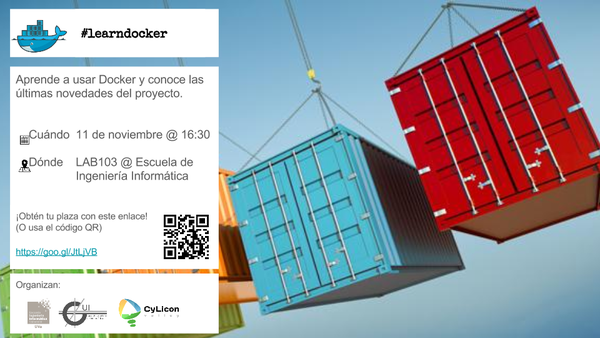 #learndocker
Aprende a usar Docker y conoce las
últimas novedades del proyecto.
Cuándo 11 de noviembre @ 16:30
Dónde LAB103 @ Escuela de
Ingeniería Informática
¡Obtén tu plaza con este enlace!
(O usa el código QR)
https://goo.gl/JtLjVB
Organizan:
UI
CyLicon